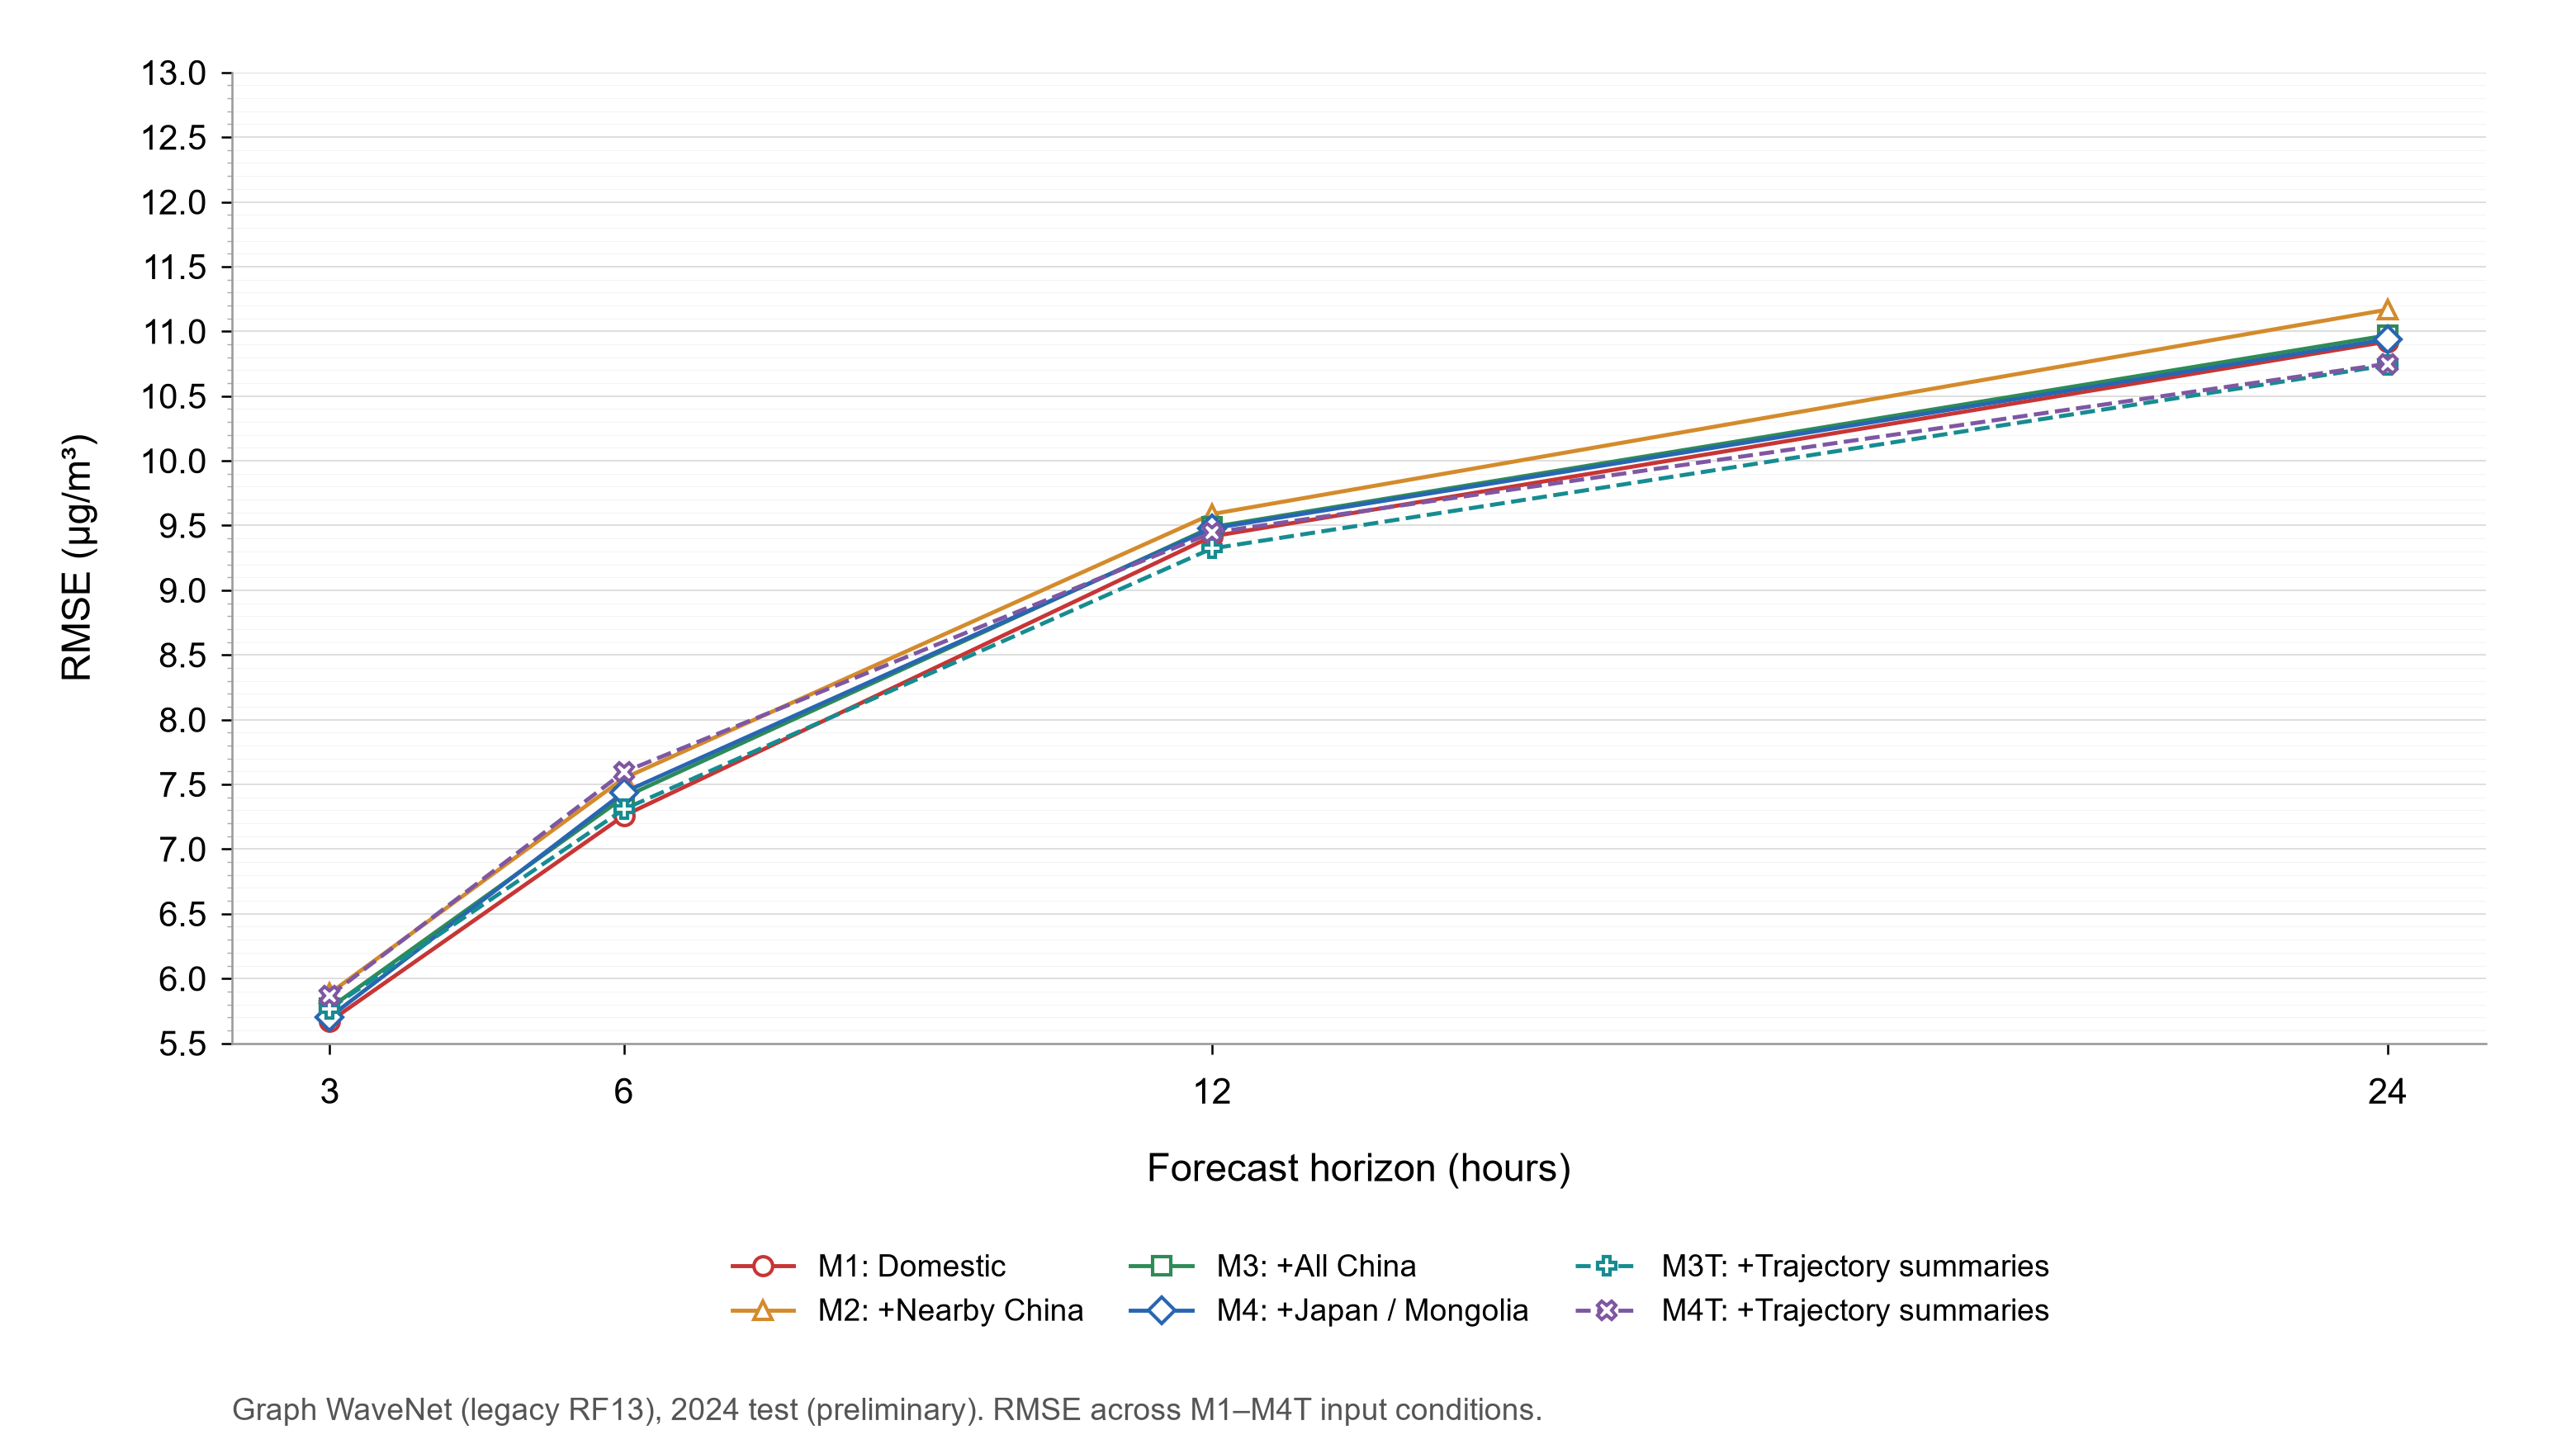 13.0
12.5
12.0
11.5
11.0
10.5
10.0
9.5
9.0
8.5
8.0
7.5
7.0
6.5
6.0
5.5
RMSE (µg/m³)
3 6 12 24
Forecast horizon (hours)
M1: Domestic M3: +All China M3T: +Trajectory summaries
M2: +Nearby China M4: +Japan / Mongolia M4T: +Trajectory summaries
Graph WaveNet (legacy RF13), 2024 test (preliminary). RMSE across M1–M4T input conditions.